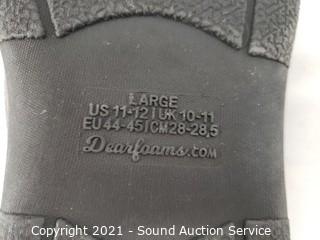 LARGE
US 11-12 | UK 10-11
EU 44-45 | CM 28-28,5
Dearfoams.COM
Copyright 2021 - Sound Auction Service